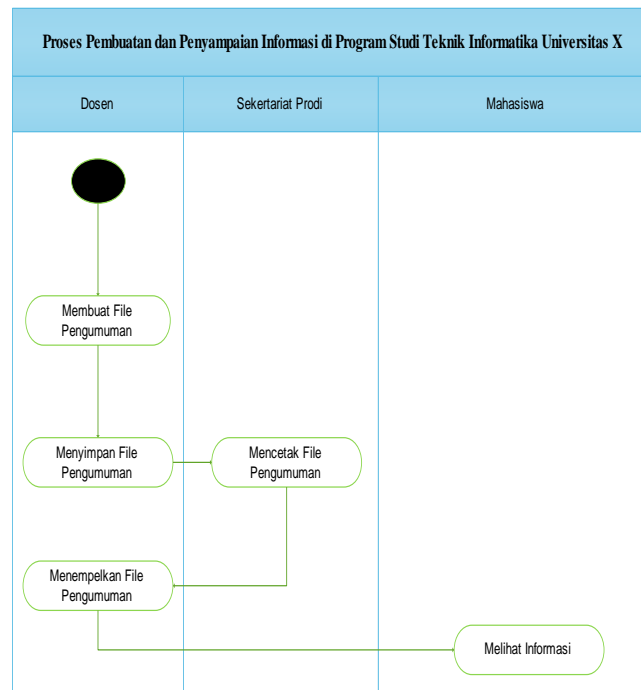 Proses Pembuatan dan Penyampaian Informasi di Program Studi Teknik Informatika Universitas X
Dosen
Sekertariat Prodi
Mahasiswa
Membuat File
Pengumuman
Menyimpan File
Pengumuman
Mencetak File
Pengumuman
Menempelkan File
Pengumuman
Melihat Informasi